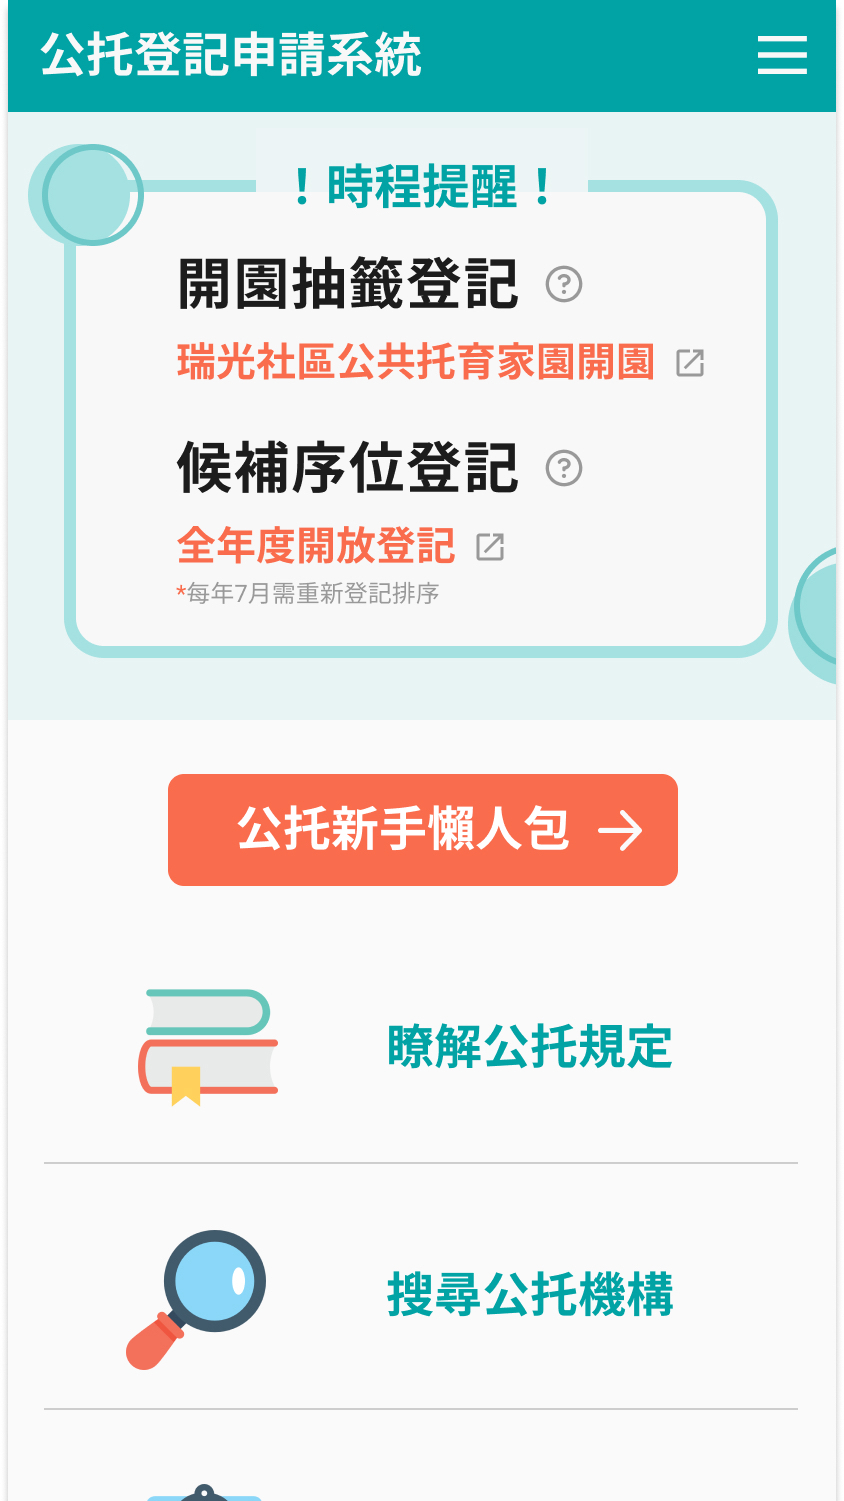 公托登記申請系統
！時程提醒！
開園抽籤登記
瑞光社區公共托育家園開園
候補序位登記
全年度開放登記
*每年7月需重新登記排序
公托新手懶人包
瞭解公托規定
搜尋公托機構